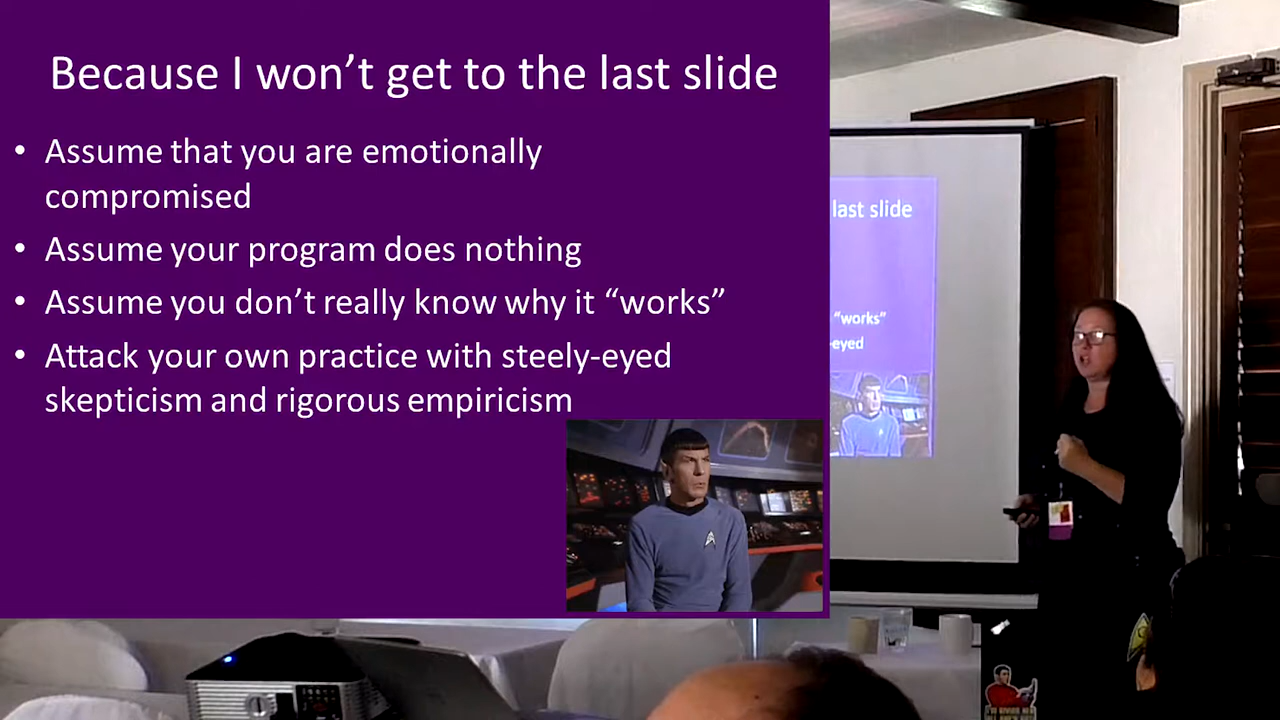 Because I won’t get to the last slide
• Assume that you are emotionally
compromised
• Assume your program does nothing
• Assume you don’t really know why it “works”
• Attack your own practice with steely-eyed
skepticism and rigorous empiricism
last slide
“works”
-eyed